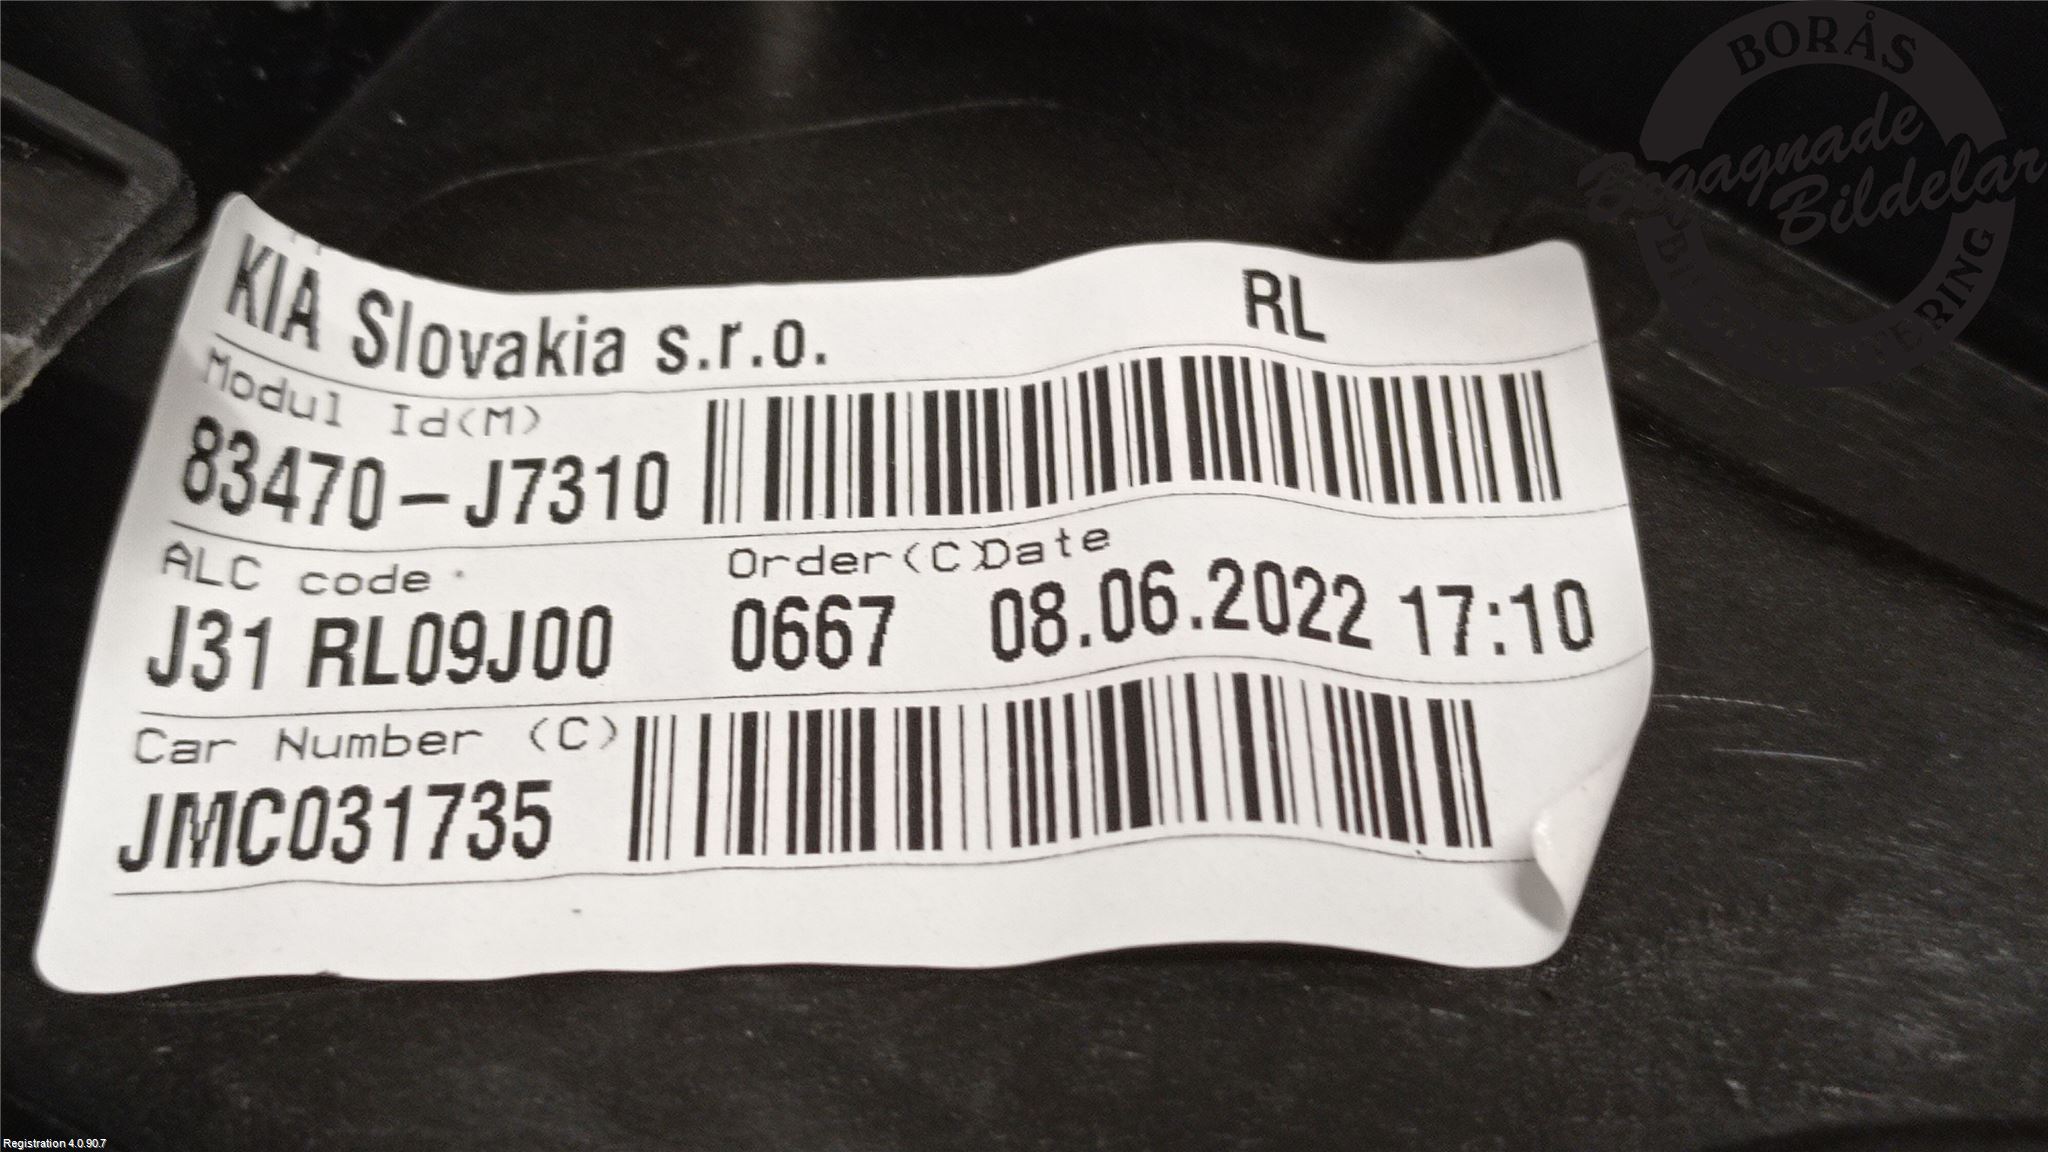 BORÅS
Begagnade
Bildelar
KIA Slovakia s.r.o. RL
Modul Id(M)
83470-J7310
ALC code Order(C)Date
J31 RL09J00 0667 08.06.2022 17:10
Car Number (C)
JMC031735
Registration 4.0.90.7